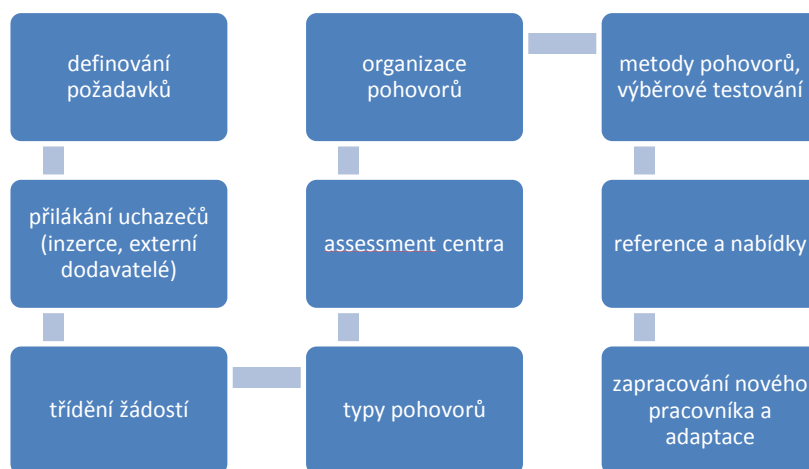 definování
požadavků
přilákání uchazečů
(inzerce, externí
dodavatelé)
třídění žádostí
typy pohovorů
assessment centra
organizace
pohovorů
metody pohovorů,
výběrové testování
reference a nabídky
zapracování nového
pracovníka a
adaptace